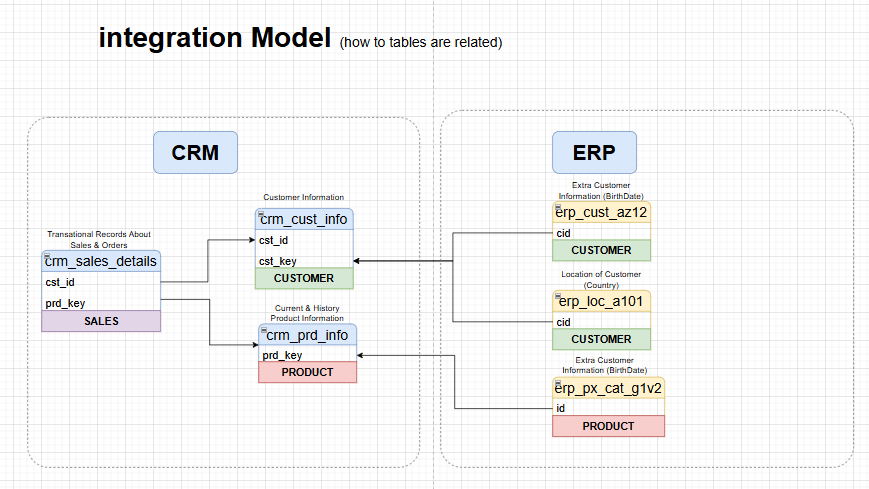 integration Model (how to tables are related)
CRM
Customer Information
crm_cust_info
cst_id
cst_key
CUSTOMER
Transational Records About
Sales & Orders
crm_sales_details
cst_id
prd_key
SALES
Current & History
Product Information
crm_prd_info
prd_key
PRODUCT
ERP
Extra Customer
Information (BirthDate)
erp_cust_az12
cid
CUSTOMER
Location of Customer
(Country)
erp_loc_a101
cid
CUSTOMER
Extra Customer
Information (BirthDate)
erp_px_cat_g1v2
id
PRODUCT